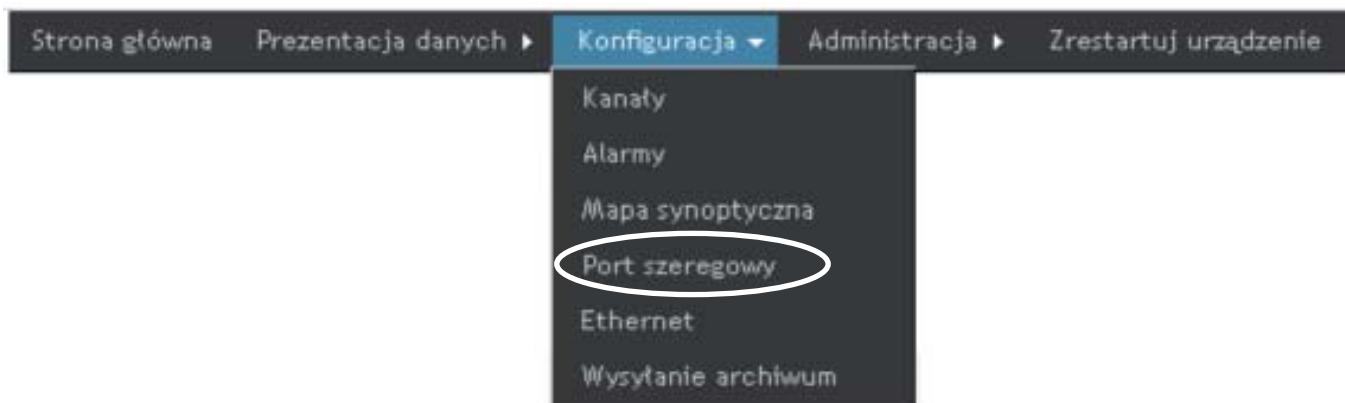 Strona główna Prezentacja danych ▸ Konfiguracja ▾ Administracja ▸ Zrestartuj urządzenie
Kanały
Alarmy
Mapa synoptyczna
Port szeregowy
Ethernet
Wysyłanie archiwum